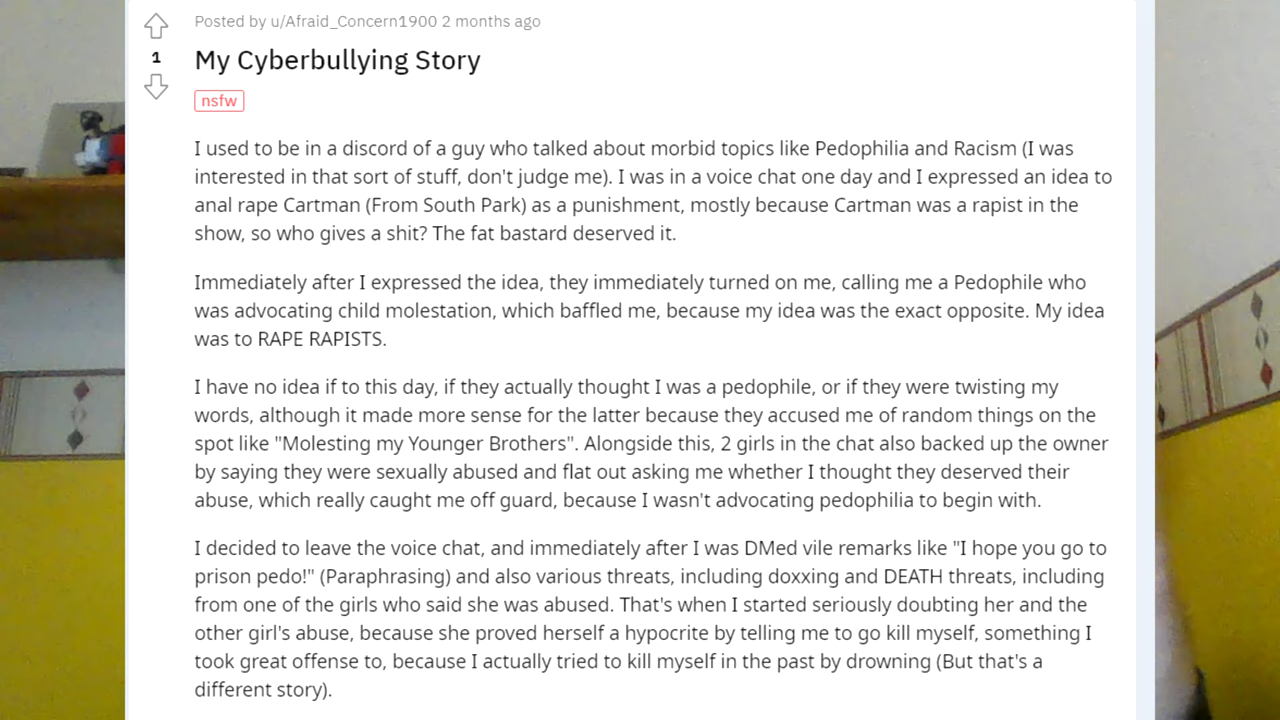 Posted by u/Afraid_Concern1900 2 months ago
1
My Cyberbullying Story
nsfw
I used to be in a discord of a guy who talked about morbid topics like Pedophilia and Racism (I was
interested in that sort of stuff, don't judge me). I was in a voice chat one day and I expressed an idea to
anal rape Cartman (From South Park) as a punishment, mostly because Cartman was a rapist in the
show, so who gives a shit? The fat bastard deserved it.
Immediately after I expressed the idea, they immediately turned on me, calling me a Pedophile who
was advocating child molestation, which baffled me, because my idea was the exact opposite. My idea
was to RAPE RAPISTS.
I have no idea if to this day, if they actually thought I was a pedophile, or if they were twisting my
words, although it made more sense for the latter because they accused me of random things on the
spot like "Molesting my Younger Brothers". Alongside this, 2 girls in the chat also backed up the owner
by saying they were sexually abused and flat out asking me whether I thought they deserved their
abuse, which really caught me off guard, because I wasn't advocating pedophilia to begin with.
I decided to leave the voice chat, and immediately after I was DMed vile remarks like "I hope you go to
prison pedo!" (Paraphrasing) and also various threats, including doxxing and DEATH threats, including
from one of the girls who said she was abused. That's when I started seriously doubting her and the
other girl's abuse, because she proved herself a hypocrite by telling me to go kill myself, something I
took great offense to, because I actually tried to kill myself in the past by drowning (But that's a
different story).